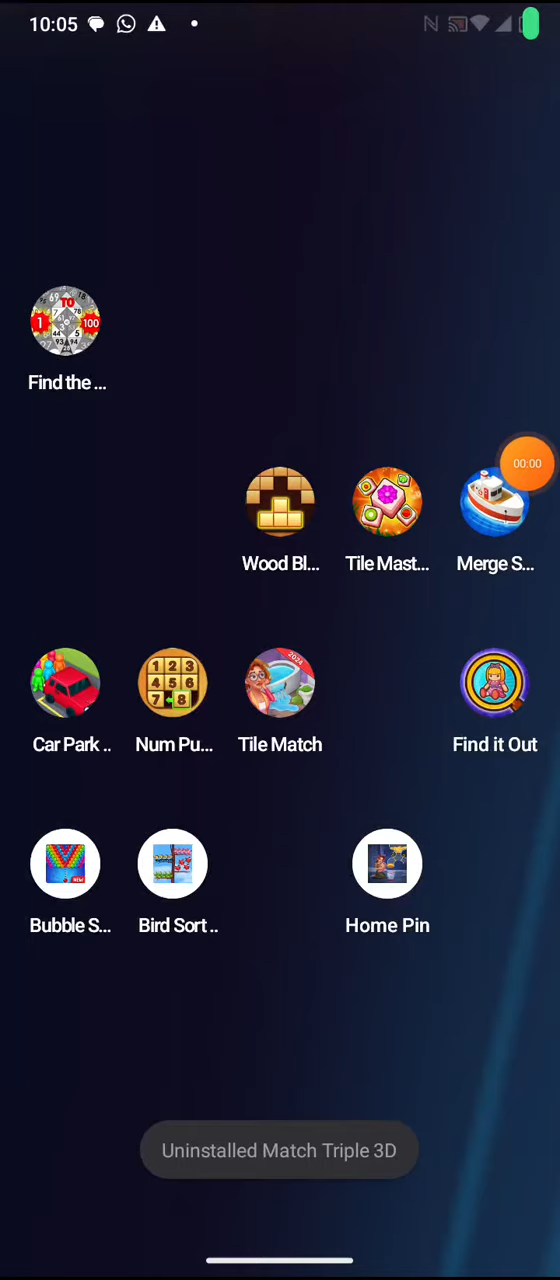 10:05
00:00
Find the ...
Wood Bl...
Tile Mast...
Merge S...
Car Park ..
Num Pu...
Tile Match
Find it Out
Bubble S...
Bird Sort ..
Home Pin
Uninstalled Match Triple 3D